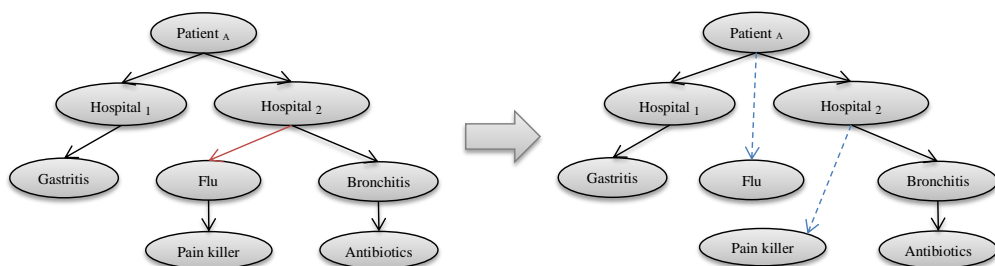 Patient A
Hospital 1
Hospital 2
Gastritis
Flu
Bronchitis
Pain killer
Antibiotics
Patient A
Hospital 1
Hospital 2
Gastritis
Flu
Bronchitis
Pain killer
Antibiotics